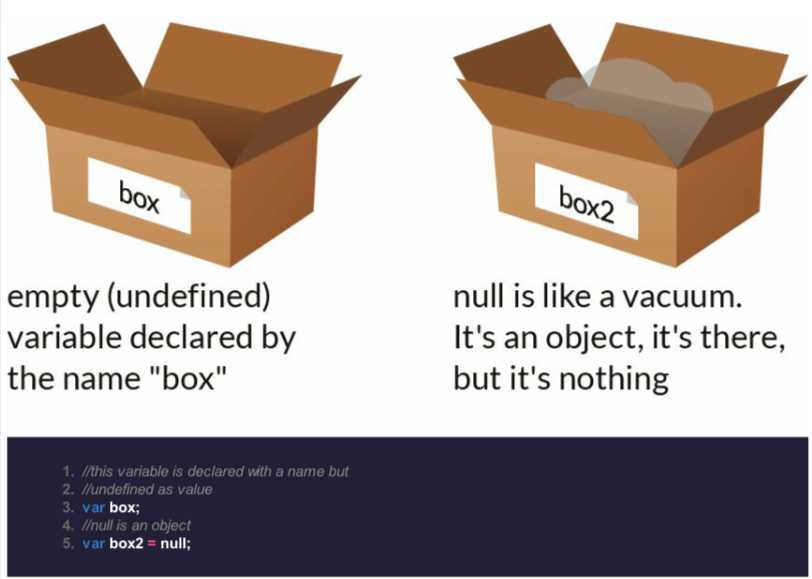 box
box2
empty (undefined)
variable declared by
the name "box"
null is like a vacuum.
It's an object, it's there,
but it's nothing
1. //this variable is declared with a name but
2. //undefined as value
3. var box;
4. //null is an object
5. var box2 = null;